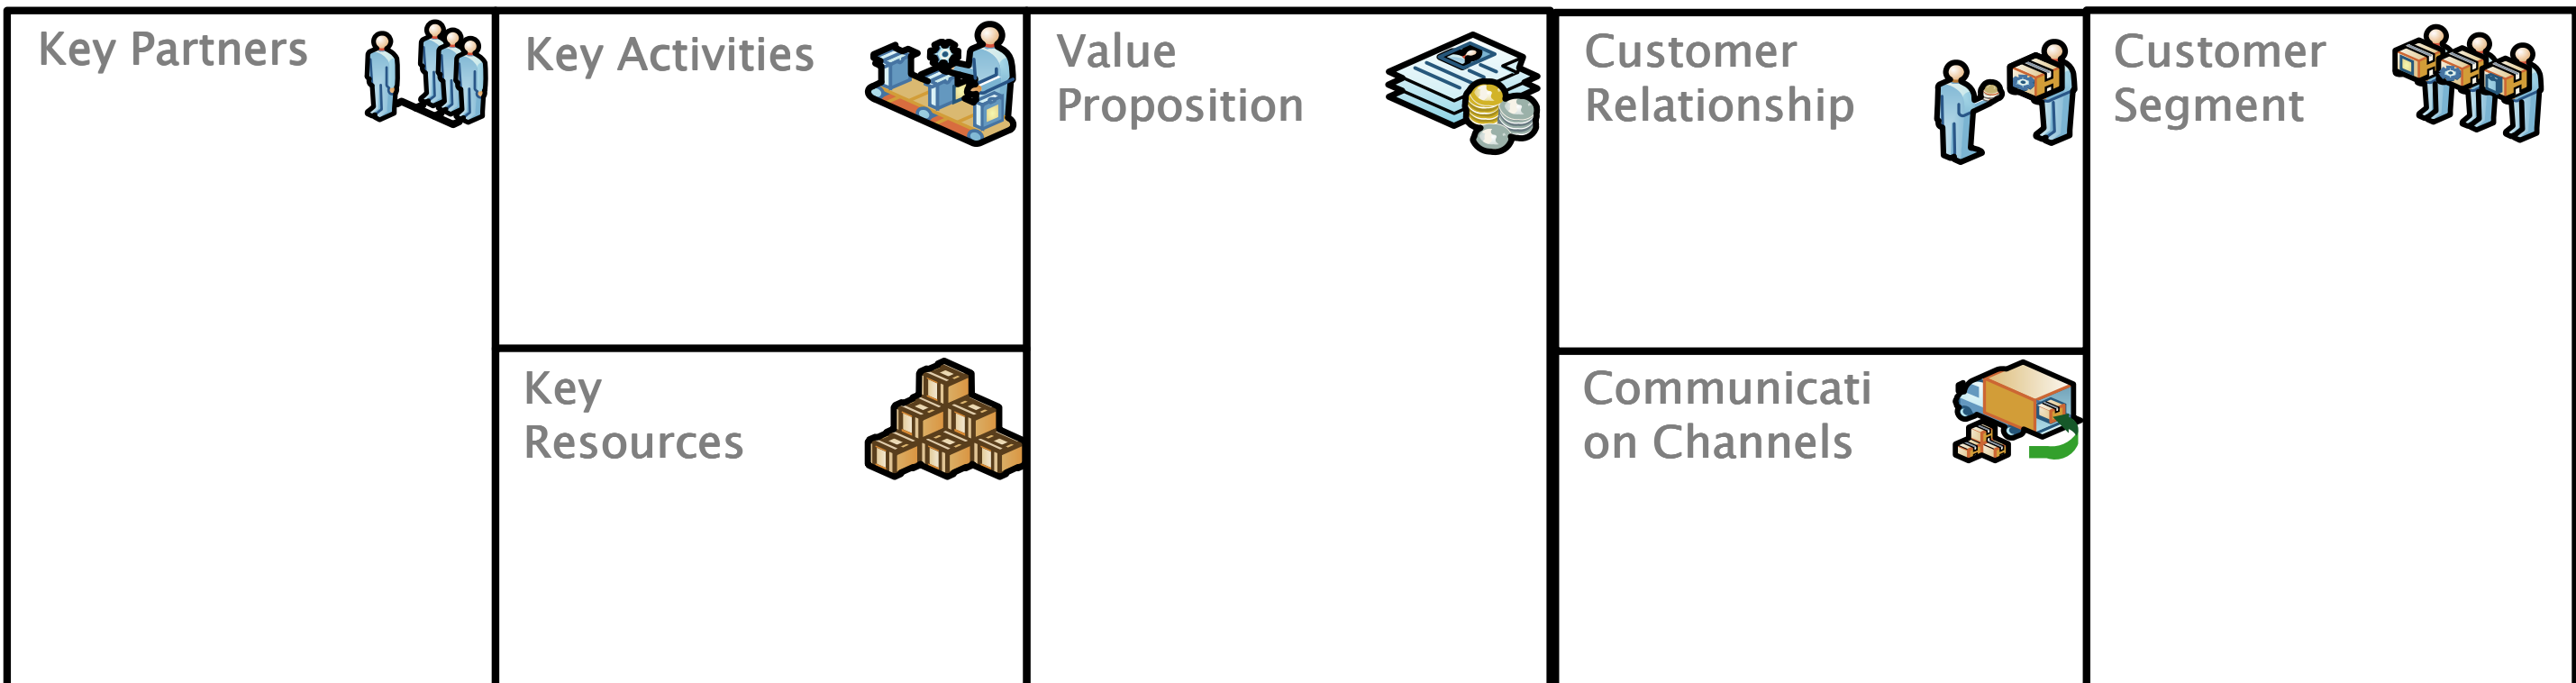 Key Partners
Key Activities
Key
Resources
Value
Proposition
Customer
Relationship
Communicati
on Channels
Customer
Segment